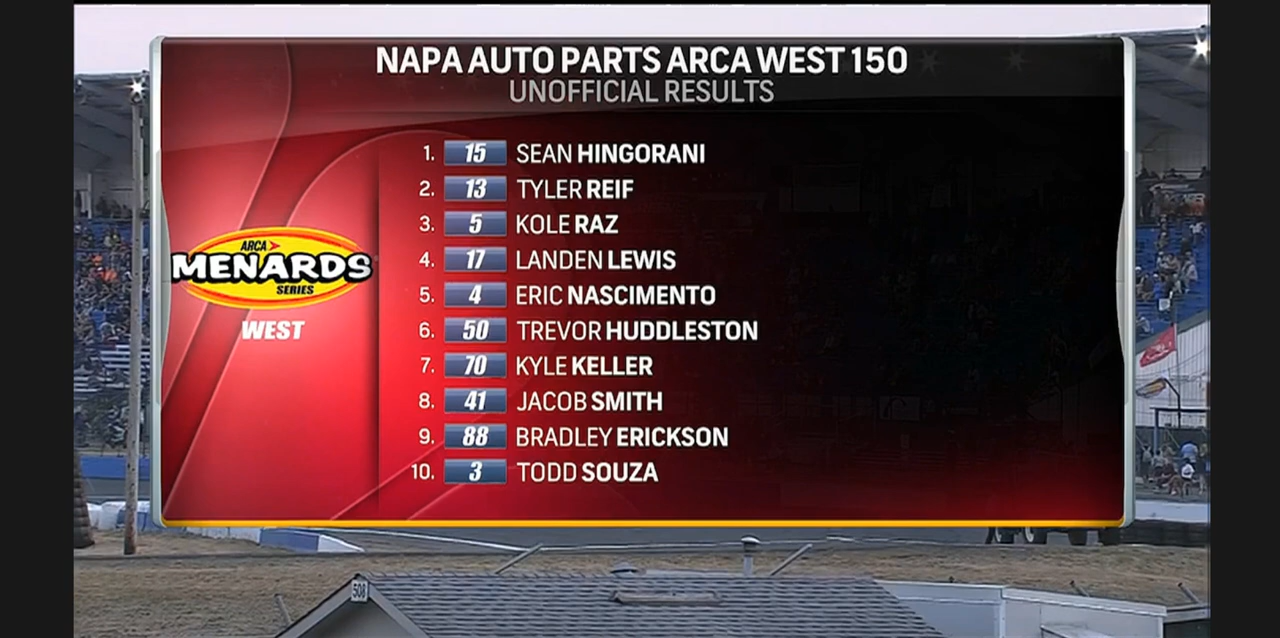 NAPA AUTO PARTS ARCA WEST 150
UNOFFICIAL RESULTS
1. 15 SEAN HINGORANI
2. 13 TYLER REIF
3. 5 KOLE RAZ
4. 17 LANDEN LEWIS
5. 4 ERIC NASCIMENTO
6. 50 TREVOR HUDDLESTON
7. 70 KYLE KELLER
8. 41 JACOB SMITH
9. 88 BRADLEY ERICKSON
10. 3 TODD SOUZA
ARCA
MENARDS
SERIES
WEST
508